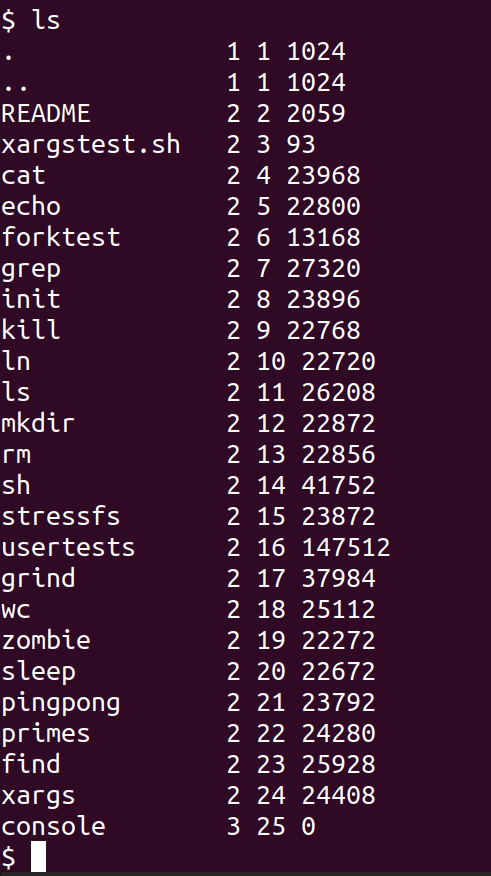 $ ls
.              1 1 1024
..             1 1 1024
README         2 2 2059
xargstest.sh   2 3 93
cat            2 4 23968
echo           2 5 22800
forktest       2 6 13168
grep           2 7 27320
init           2 8 23896
kill           2 9 22768
ln             2 10 22720
ls             2 11 26208
mkdir          2 12 22872
rm             2 13 22856
sh             2 14 41752
stressfs       2 15 23872
usertests      2 16 147512
grind          2 17 37984
wc             2 18 25112
zombie         2 19 22272
sleep          2 20 22672
pingpong       2 21 23792
primes         2 22 24280
find           2 23 25928
xargs          2 24 24408
console        3 25 0
$